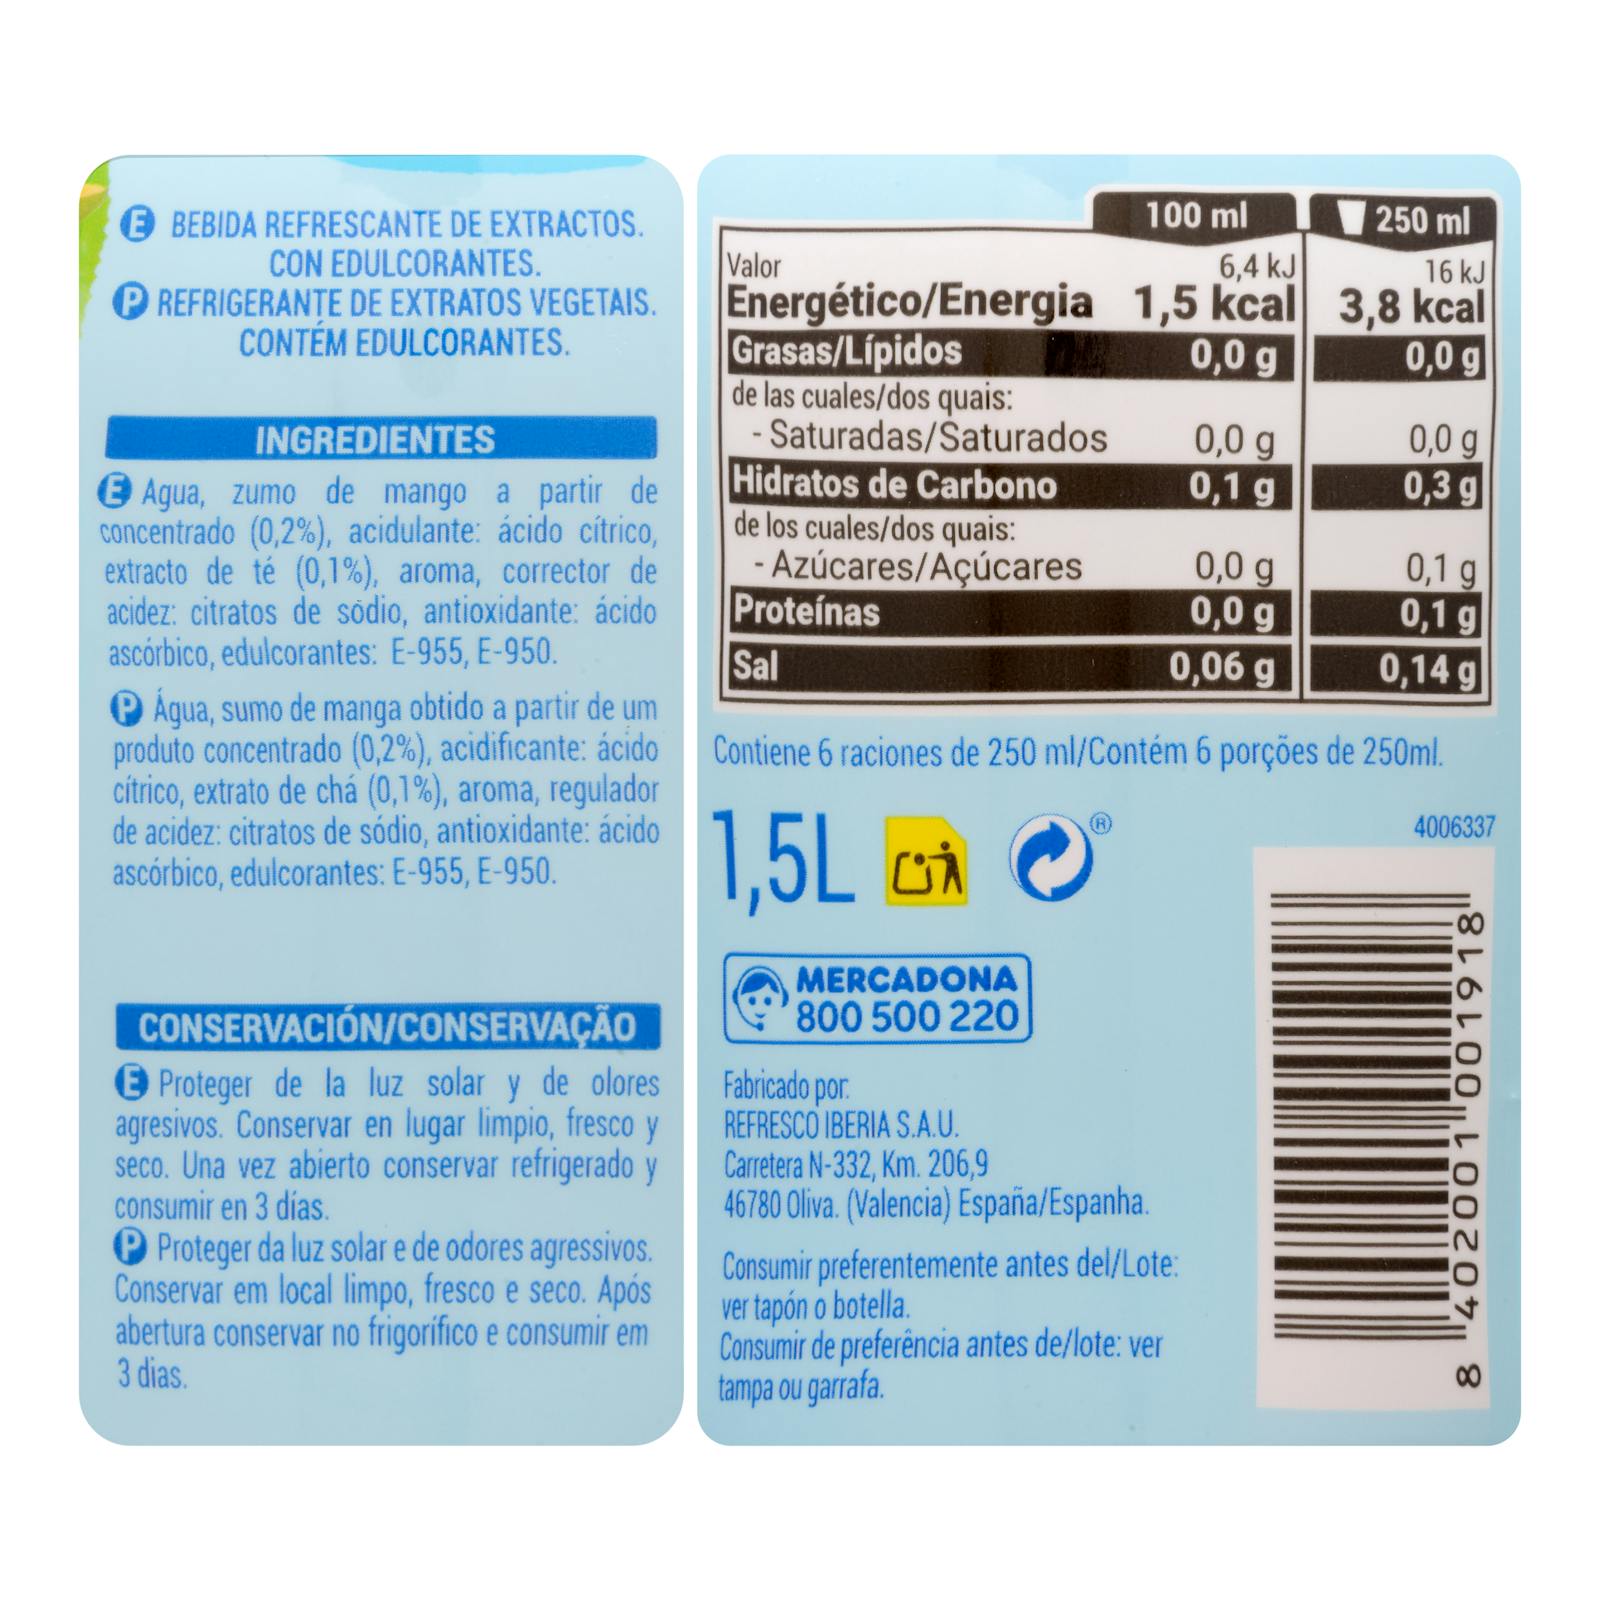 E BEBIDA REFRESCANTE DE EXTRACTOS.
CON EDULCORANTES.
P REFRIGERANTE DE EXTRATOS VEGETAIS.
CONTÉM EDULCORANTES.
INGREDIENTES
E Agua, zumo de mango a partir de
concentrado (0,2%), acidulante: ácido cítrico,
extracto de té (0,1%), aroma, corrector de
acidez: citratos de sódio, antioxidante: ácido
ascórbico, edulcorantes: E-955, E-950.
P Água, sumo de manga obtido a partir de um
produto concentrado (0,2%), acidificante: ácido
cítrico, extrato de chá (0,1%), aroma, regulador
de acidez: citratos de sódio, antioxidante: ácido
ascórbico, edulcorantes: E-955, E-950.
CONSERVACIÓN/CONSERVAÇÃO
E Proteger de la luz solar y de olores
agresivos. Conservar en lugar limpio, fresco y
seco. Una vez abierto conservar refrigerado y
consumir en 3 días.
P Proteger da luz solar e de odores agressivos.
Conservar em local limpo, fresco e seco. Após
abertura conservar no frigorífico e consumir em
3 dias.
100 ml 250 ml
Valor 6,4 kJ 16 kJ
Energético/Energia 1,5 kcal 3,8 kcal
Grasas/Lípidos 0,0 g 0,0 g
de las cuales/dos quais:
- Saturadas/Saturados 0,0 g 0,0 g
Hidratos de Carbono 0,1 g 0,3 g
de los cuales/dos quais:
- Azúcares/Açúcares 0,0 g 0,1 g
Proteínas 0,0 g 0,1 g
Sal 0,06 g 0,14 g
Contiene 6 raciones de 250 ml/Contém 6 porções de 250ml.
1,5L ®
4006337
MERCADONA
800 500 220
Fabricado por:
REFRESCO IBERIA S.A.U.
Carretera N-332, Km. 206,9
46780 Oliva. (Valencia) España/Espanha.
Consumir preferentemente antes del/Lote:
ver tapón o botella.
Consumir de preferência antes de/lote: ver
tampa ou garrafa.
8 402001 001918